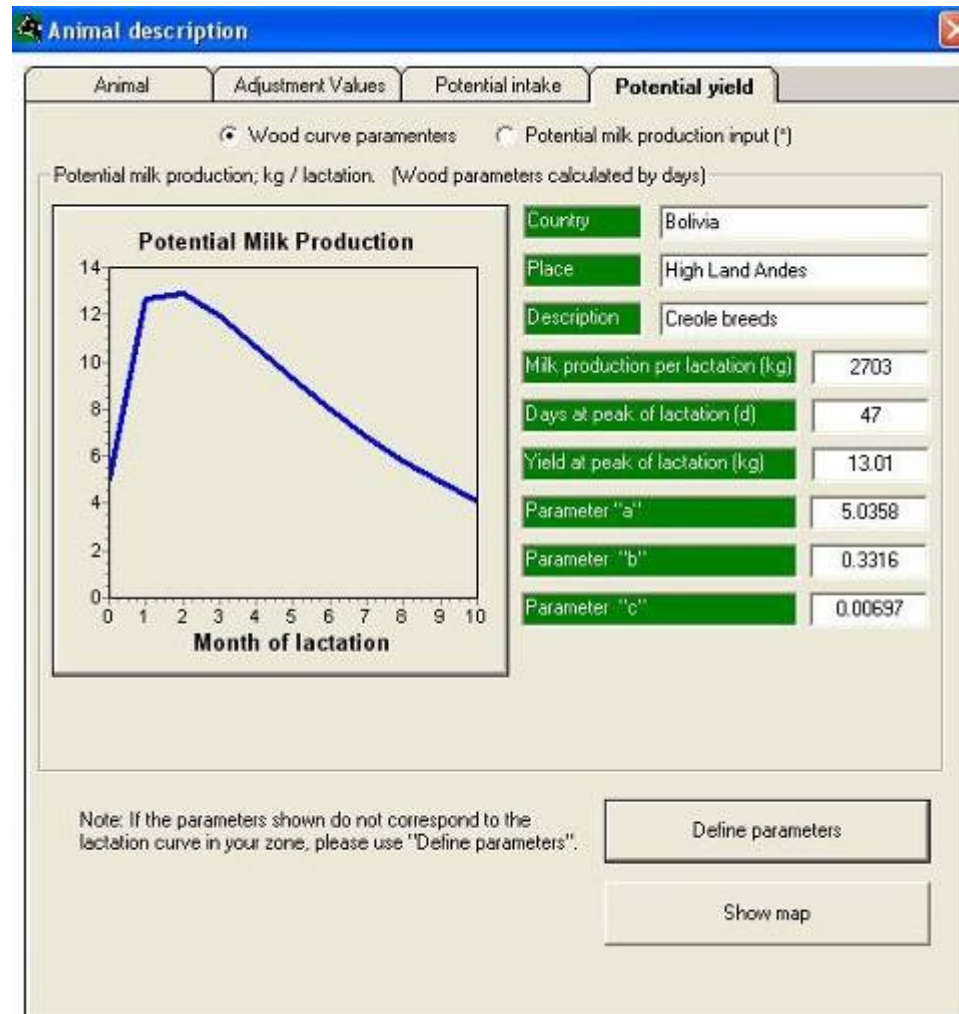 Animal description
Animal
Adjustment Values
Potential intake
Potential yield
Wood curve paramenters
Potential milk production input (*)
Potential milk production; kg / lactation. (Wood parameters calculated by days)
Potential Milk Production
14
12
10
8
6
4
2
0
0 1 2 3 4 5 6 7 8 9 10
Month of lactation
Country Bolivia
Place High Land Andes
Description Creole breeds
Milk production per lactation (kg) 2703
Days at peak of lactation (d) 47
Yield at peak of lactation (kg) 13.01
Parameter "a" 5.0358
Parameter "b" 0.3316
Parameter "c" 0.00697
Note: If the parameters shown do not correspond to the
lactation curve in your zone, please use "Define parameters".
Define parameters
Show map